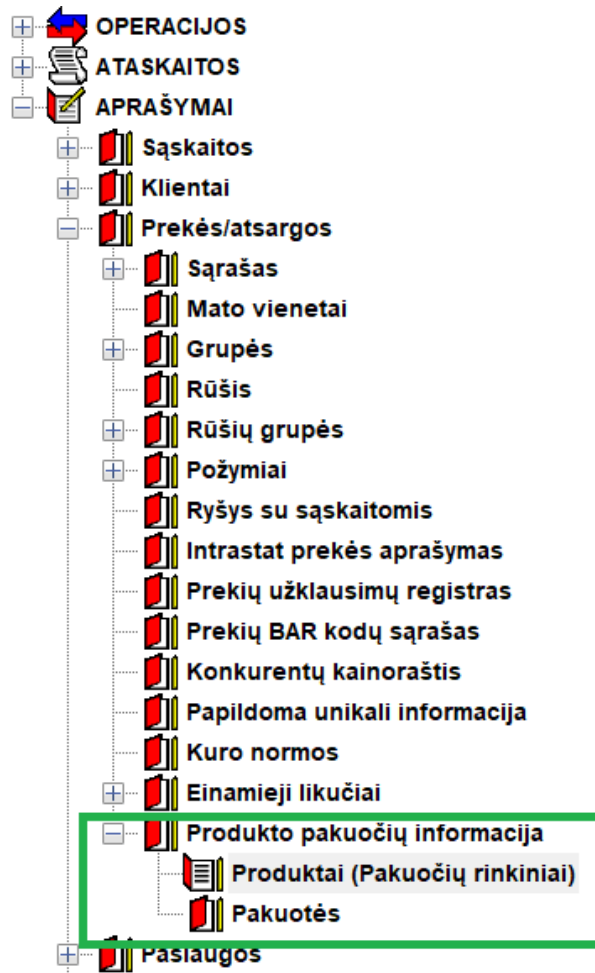 OPERACIJOS
ATASKAITOS
APRAŠYMAI
Sąskaitos
Klientai
Prekės/atsargos
Sąrašas
Mato vienetai
Grupės
Rūšis
Rūšių grupės
Požymiai
Ryšys su sąskaitomis
Intrastat prekės aprašymas
Prekių užklausimų registras
Prekių BAR kodų sąrašas
Konkurentų kainoraštis
Papildoma unikali informacija
Kuro normos
Einamieji likučiai
Produkto pakuočių informacija
Produktai (Pakuočių rinkiniai)
Pakuotės
Paslaugos